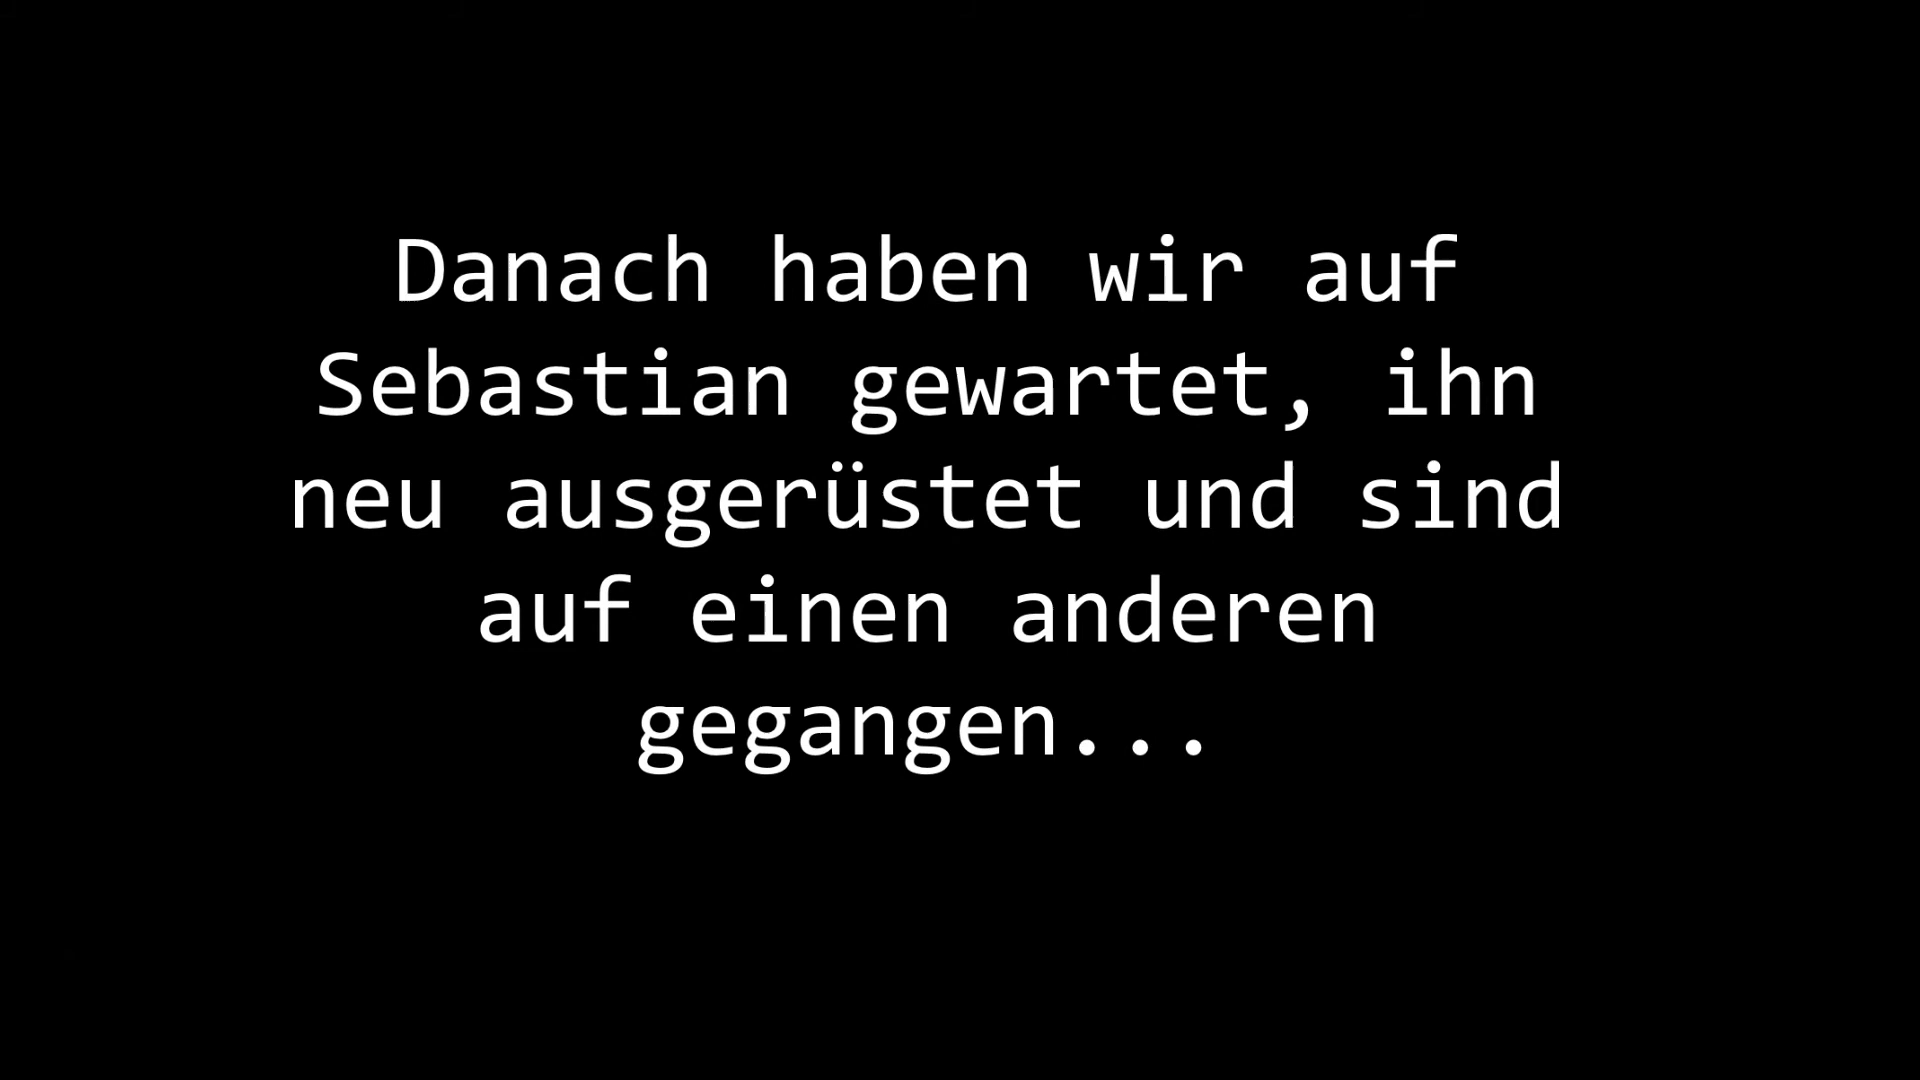 Danach haben wir auf
Sebastian gewartet, ihn
neu ausgerüstet und sind
auf einen anderen
gegangen...